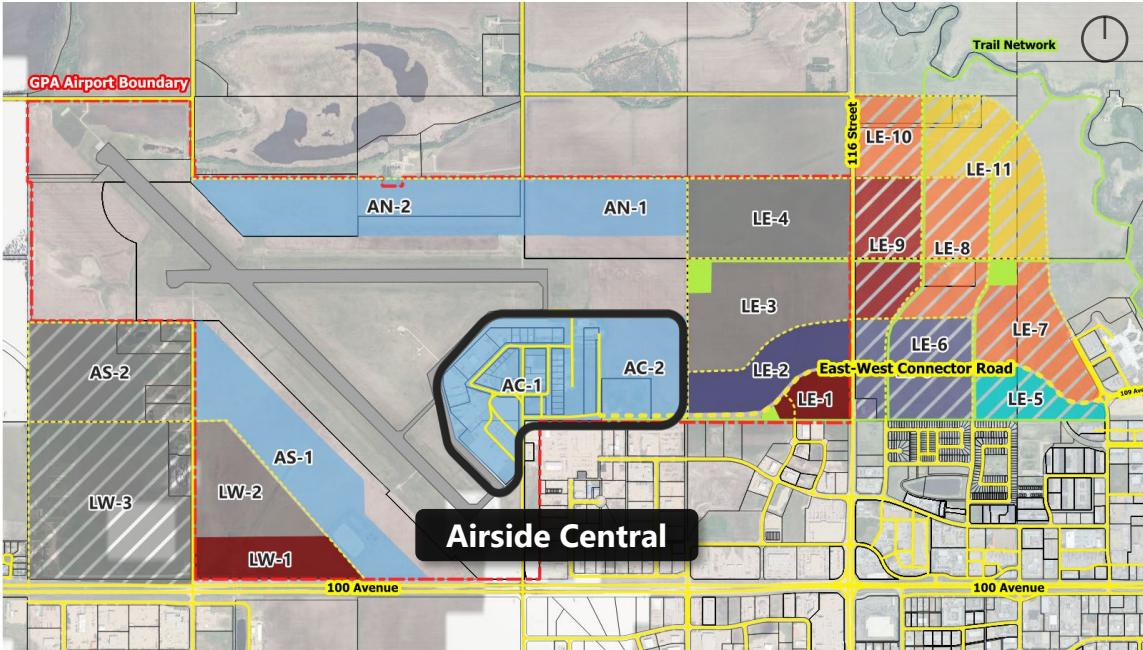 Trail Network
GPA Airport Boundary
116 Street
LE-10
LE-11
AN-2
AN-1
LE-4
LE-9
LE-8
LE-3
LE-7
LE-6
AS-2
AC-1
AC-2
LE-2
East-West Connector Road
LE-1
LE-5
109 Ave
AS-1
LW-2
LW-3
Airside Central
LW-1
100 Avenue
100 Avenue